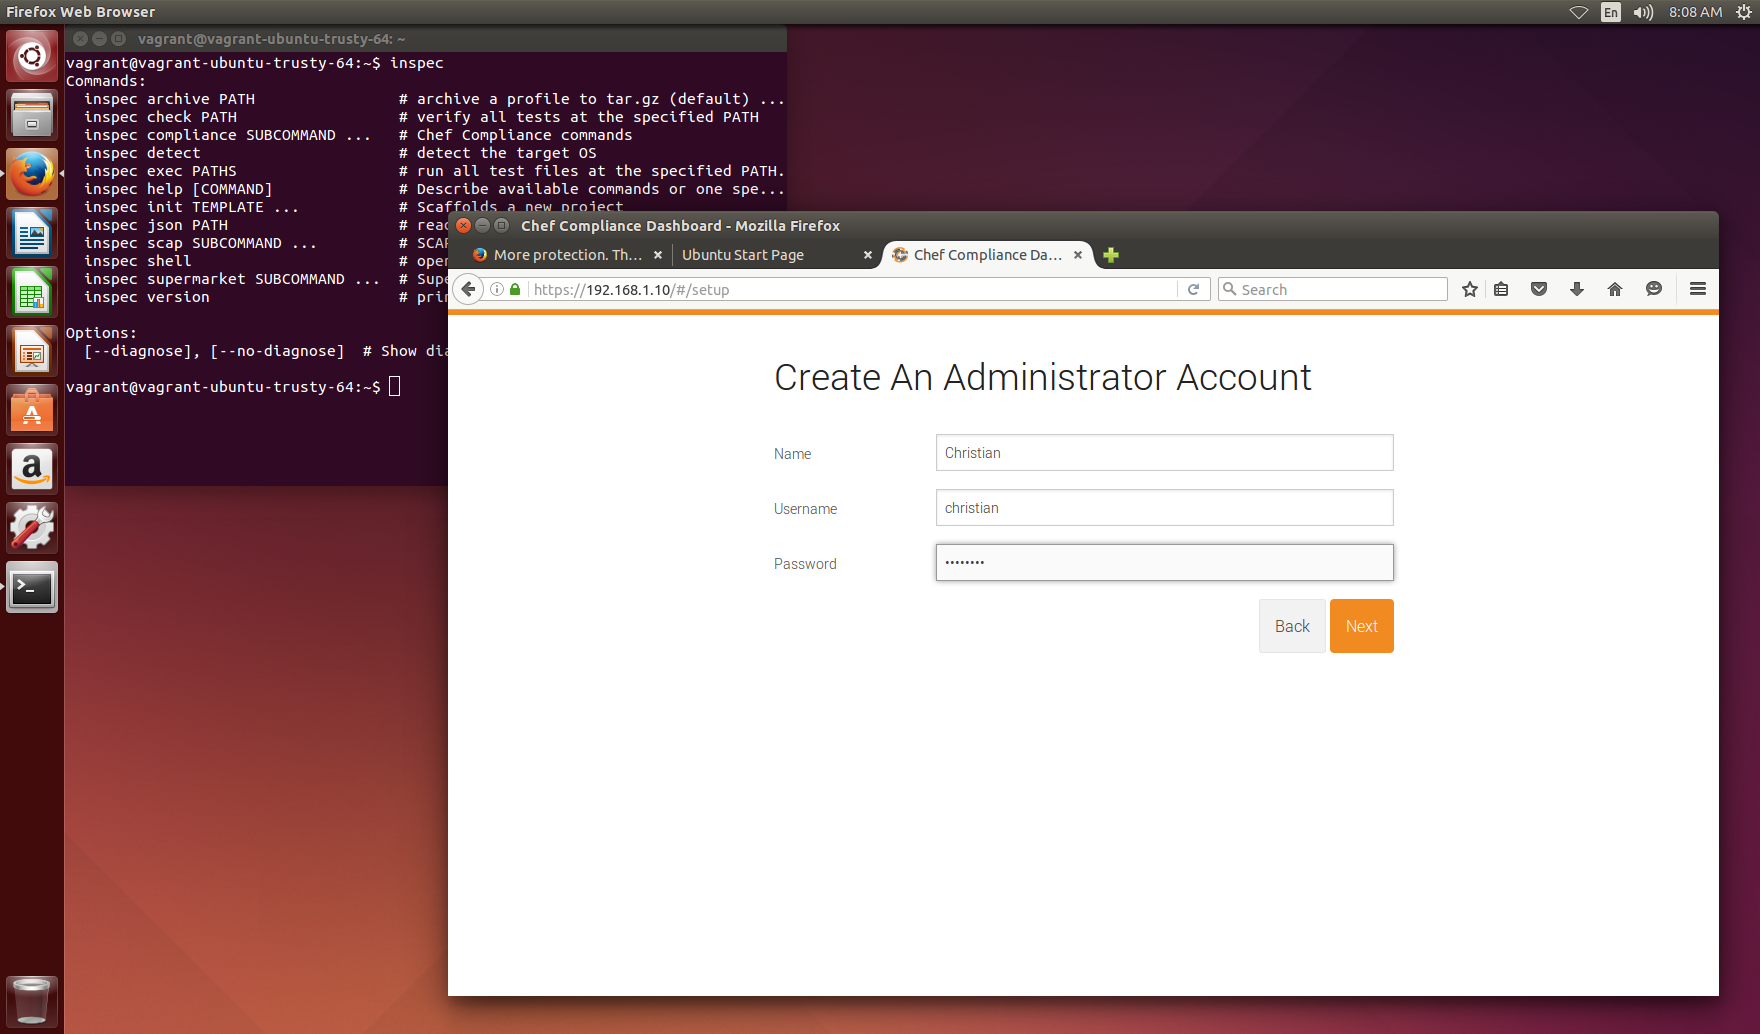 Firefox Web Browser
En
8:08 AM
vagrant@vagrant-ubuntu-trusty-64: ~
vagrant@vagrant-ubuntu-trusty-64:~$ inspec
Commands:
inspec archive PATH # archive a profile to tar.gz (default) ...
inspec check PATH # verify all tests at the specified PATH
inspec compliance SUBCOMMAND ... # Chef Compliance commands
inspec detect # detect the target OS
inspec exec PATHS # run all test files at the specified PATH.
inspec help [COMMAND] # Describe available commands or one spe...
inspec init TEMPLATE ... # Scaffolds a new project
inspec json PATH # read
inspec scap SUBCOMMAND ... # SCAP
inspec shell # open
inspec supermarket SUBCOMMAND ... # Supe
inspec version # prin
Options:
[--diagnose], [--no-diagnose] # Show dia
vagrant@vagrant-ubuntu-trusty-64:~$
Chef Compliance Dashboard - Mozilla Firefox
More protection. Th...
Ubuntu Start Page
Chef Compliance Da...
https://192.168.1.10/#/setup
Search
Create An Administrator Account
Name
Christian
Username
christian
Password
••••••••
Back
Next